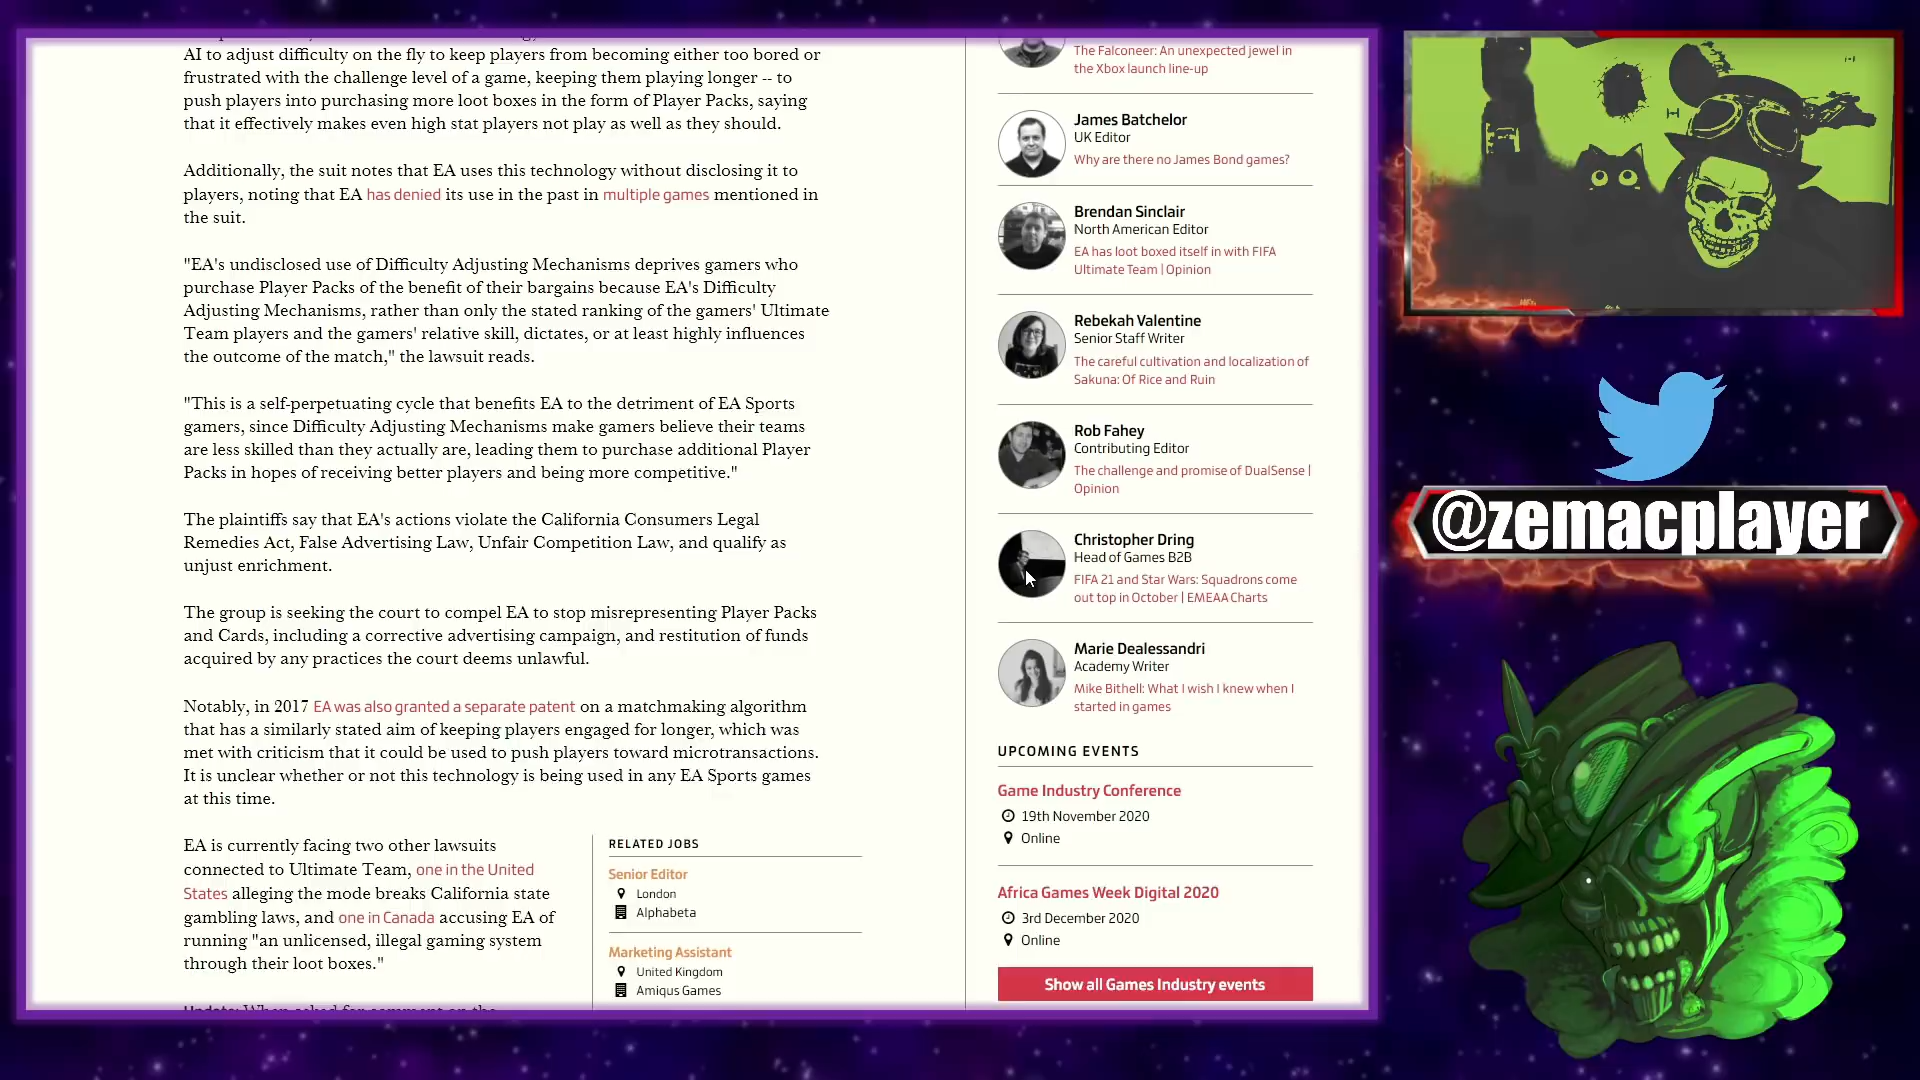 AI to adjust difficulty on the fly to keep players from becoming either too bored or
frustrated with the challenge level of a game, keeping them playing longer -- to
push players into purchasing more loot boxes in the form of Player Packs, saying
that it effectively makes even high stat players not play as well as they should.
Additionally, the suit notes that EA uses this technology without disclosing it to
players, noting that EA has denied its use in the past in multiple games mentioned in
the suit.
"EA's undisclosed use of Difficulty Adjusting Mechanisms deprives gamers who
purchase Player Packs of the benefit of their bargains because EA's Difficulty
Adjusting Mechanisms, rather than only the stated ranking of the gamers' Ultimate
Team players and the gamers' relative skill, dictates, or at least highly influences
the outcome of the match," the lawsuit reads.
"This is a self-perpetuating cycle that benefits EA to the detriment of EA Sports
gamers, since Difficulty Adjusting Mechanisms make gamers believe their teams
are less skilled than they actually are, leading them to purchase additional Player
Packs in hopes of receiving better players and being more competitive."
The plaintiffs say that EA's actions violate the California Consumers Legal
Remedies Act, False Advertising Law, Unfair Competition Law, and qualify as
unjust enrichment.
The group is seeking the court to compel EA to stop misrepresenting Player Packs
and Cards, including a corrective advertising campaign, and restitution of funds
acquired by any practices the court deems unlawful.
Notably, in 2017 EA was also granted a separate patent on a matchmaking algorithm
that has a similarly stated aim of keeping players engaged for longer, which was
met with criticism that it could be used to push players toward microtransactions.
It is unclear whether or not this technology is being used in any EA Sports games
at this time.
EA is currently facing two other lawsuits
connected to Ultimate Team, one in the United
States alleging the mode breaks California state
gambling laws, and one in Canada accusing EA of
running "an unlicensed, illegal gaming system
through their loot boxes."
RELATED JOBS
Senior Editor
London
Alphabeta
Marketing Assistant
United Kingdom
Amiqus Games
The Falconeer: An unexpected jewel in
the Xbox launch line-up
James Batchelor
UK Editor
Why are there no James Bond games?
Brendan Sinclair
North American Editor
EA has loot boxed itself in with FIFA
Ultimate Team | Opinion
Rebekah Valentine
Senior Staff Writer
The careful cultivation and localization of
Sakuna: Of Rice and Ruin
Rob Fahey
Contributing Editor
The challenge and promise of DualSense |
Opinion
Christopher Dring
Head of Games B2B
FIFA 21 and Star Wars: Squadrons come
out top in October | EMEAA Charts
Marie Dealessandri
Academy Writer
Mike Bithell: What I wish I knew when I
started in games
UPCOMING EVENTS
Game Industry Conference
19th November 2020
Online
Africa Games Week Digital 2020
3rd December 2020
Online
Show all Games Industry events
@zemacplayer